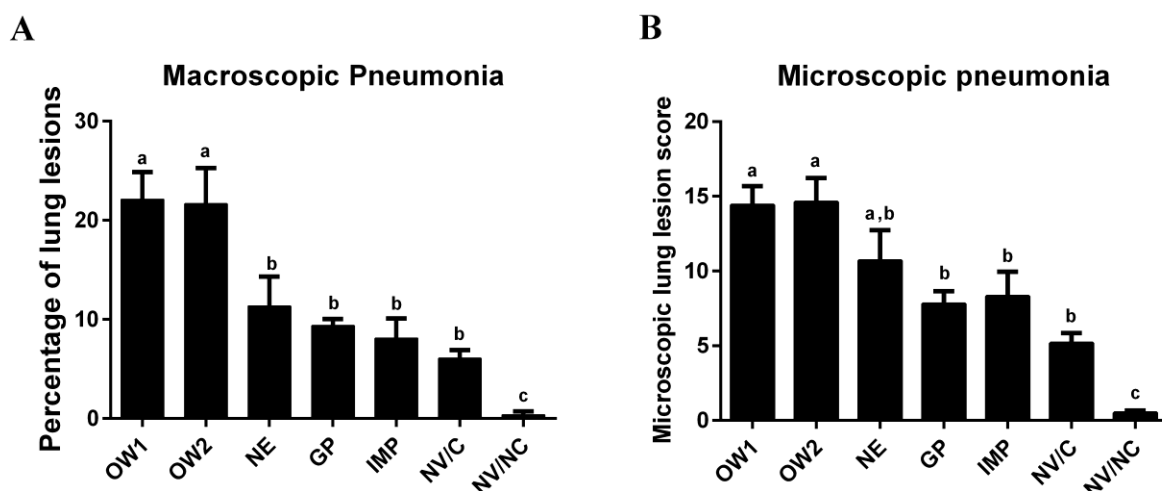 A
Macroscopic Pneumonia
Percentage of lung lesions
30
20
10
0
a
a
b
b
b
b
c
OW1
OW2
NE
GP
IMP
NV/C
NV/NC
B
Microscopic pneumonia
Microscopic lung lesion score
20
15
10
5
0
a
a
a,b
b
b
b
c
OW1
OW2
NE
GP
IMP
NV/C
NV/NC